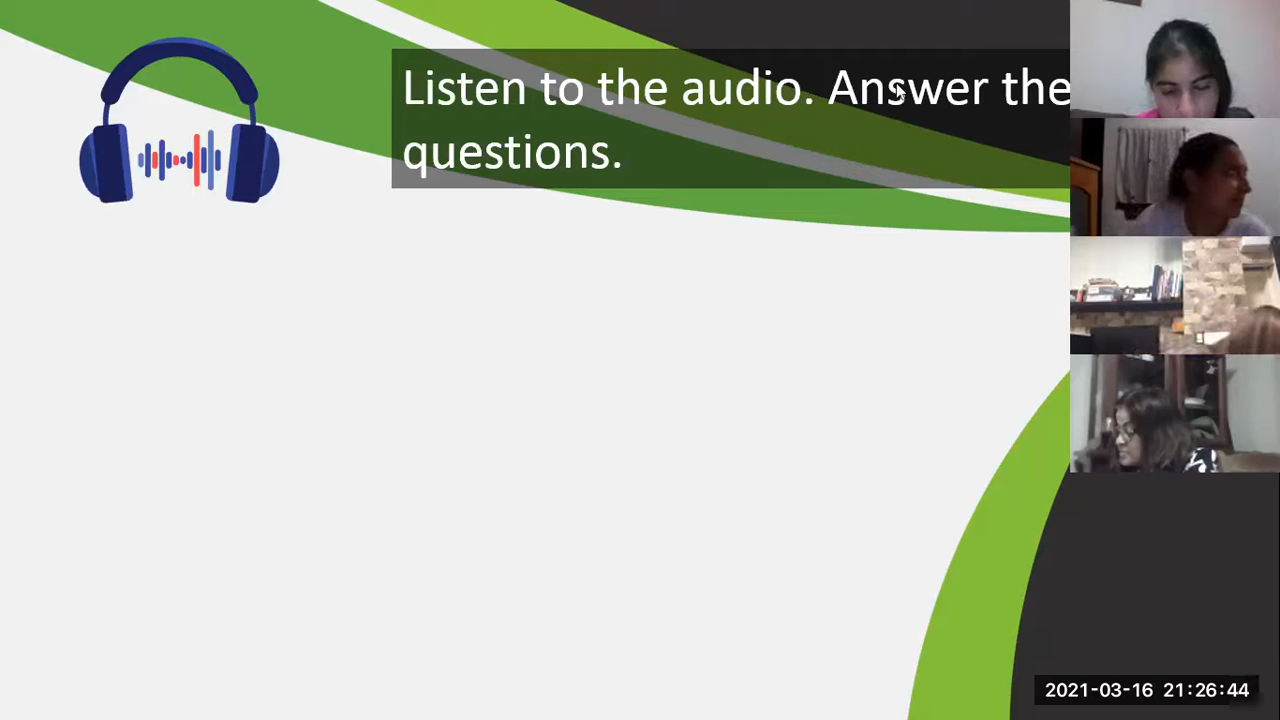 Listen to the audio. Answer the
questions.
2021-03-16 21:26:44